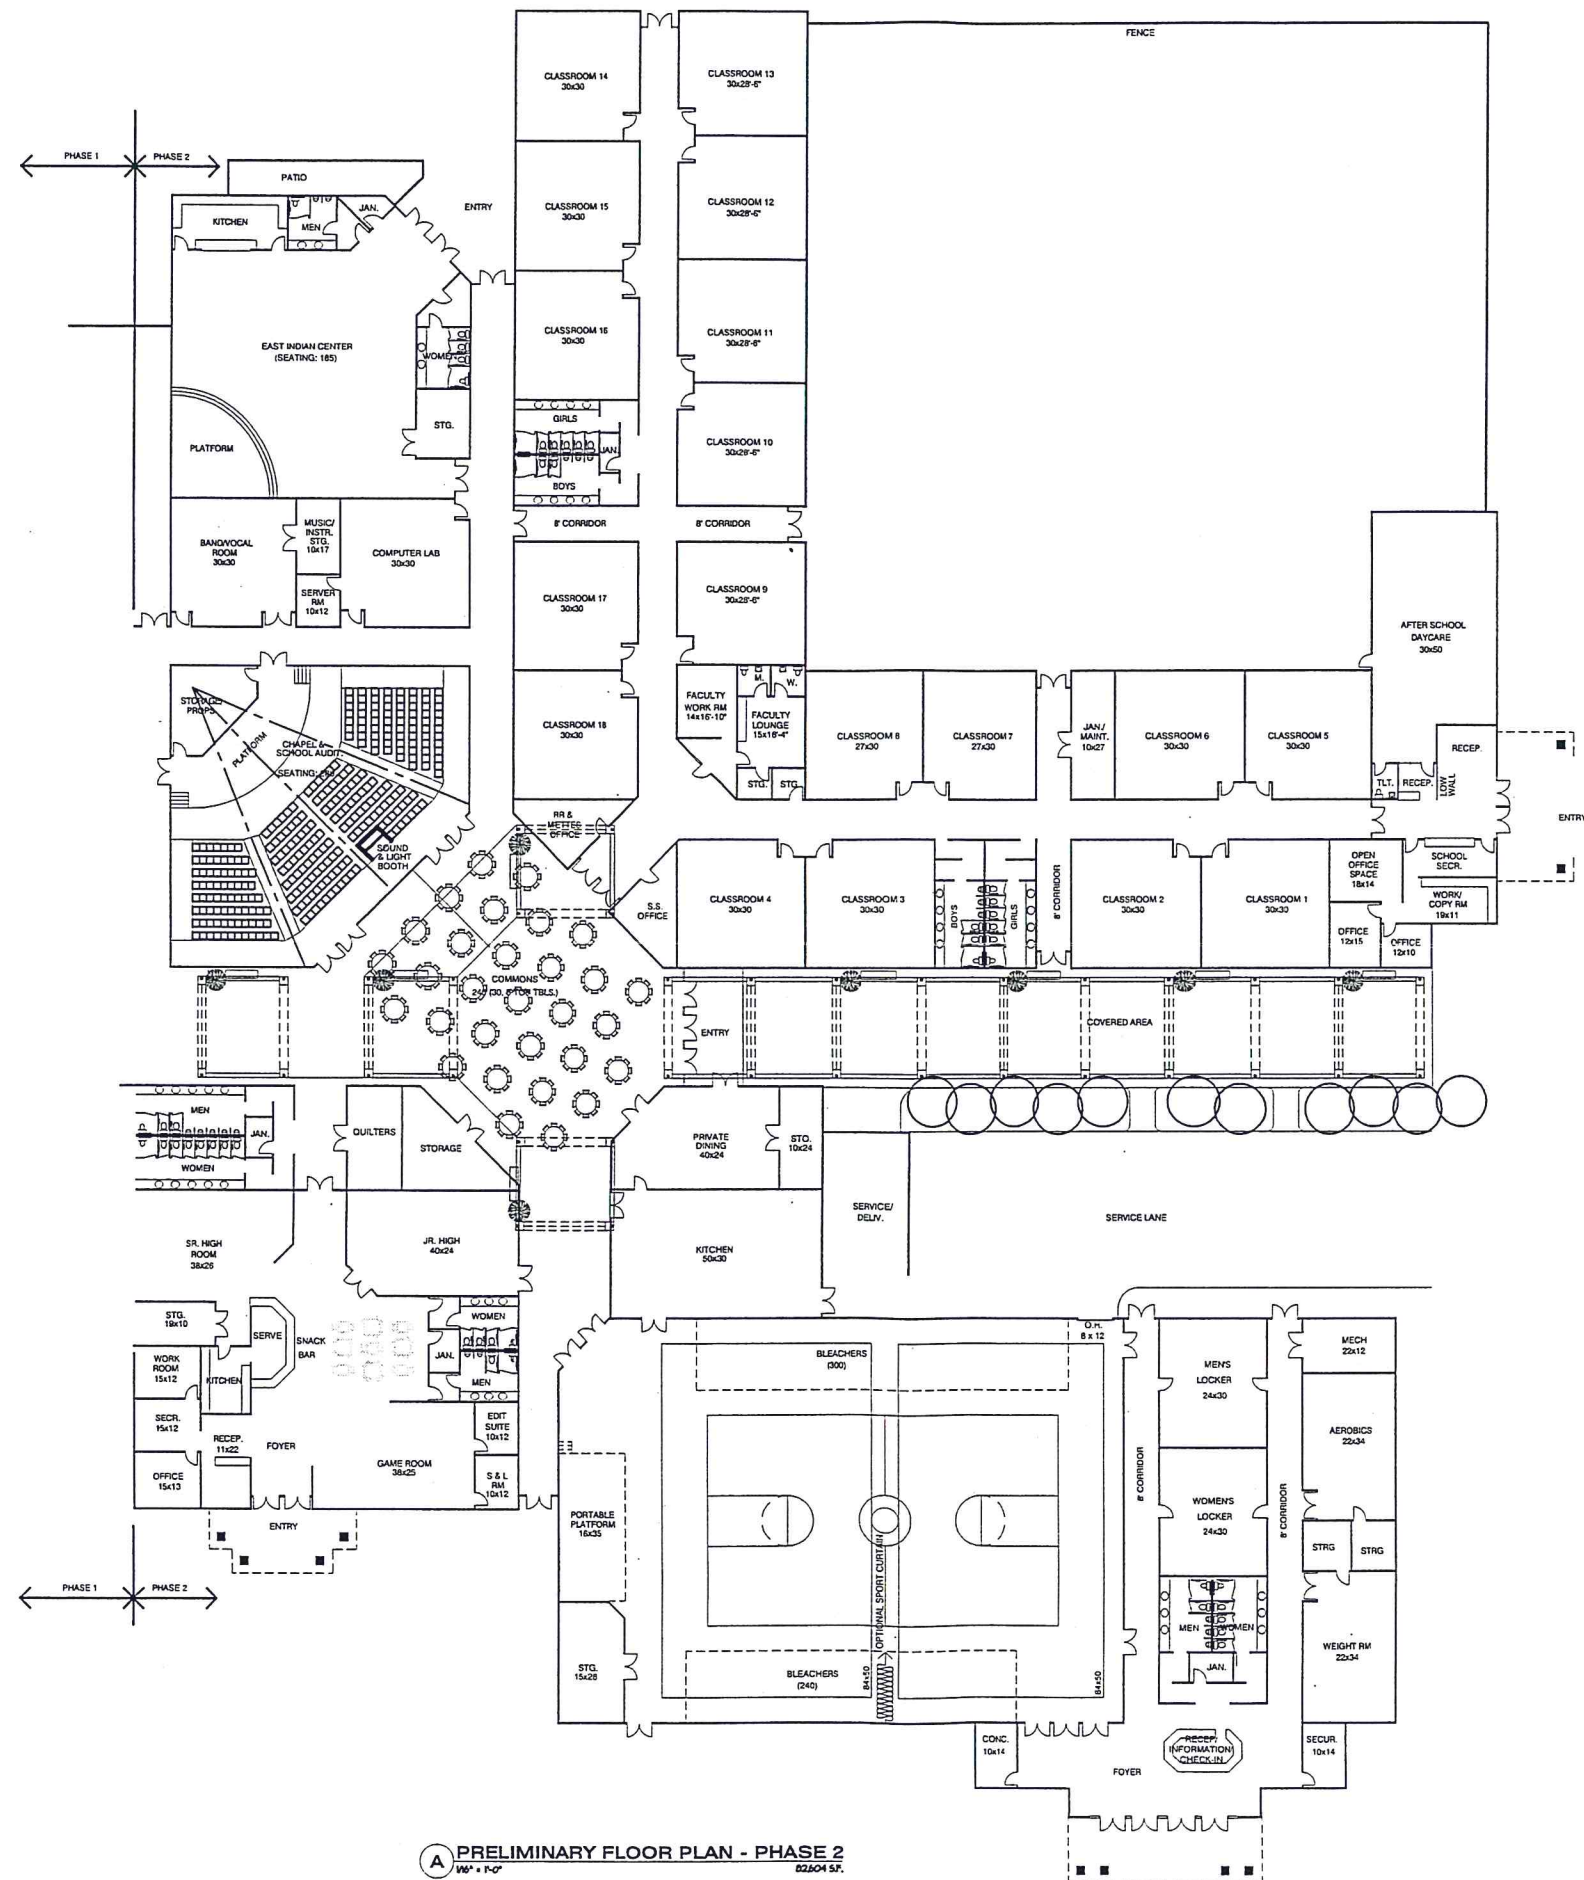 FENCE
CLASSROOM 14
30x30
CLASSROOM 13
30x28'-6"
PHASE 1
PHASE 2
PATIO
KITCHEN
MEN
JAN.
ENTRY
CLASSROOM 15
30x30
CLASSROOM 12
30x28'-6"
EAST INDIAN CENTER
(SEATING: 185)
WOMEN
CLASSROOM 16
30x30
CLASSROOM 11
30x28'-6"
PLATFORM
STG.
GIRLS
JAN.
BOYS
CLASSROOM 10
30x28'-6"
8' CORRIDOR
8' CORRIDOR
BAND/VOCAL
ROOM
30x30
MUSIC/
INSTR.
STG.
10x17
SERVER
RM
10x12
COMPUTER LAB
30x30
CLASSROOM 17
30x30
CLASSROOM 9
30x28'-6"
AFTER SCHOOL
DAYCARE
30x50
STORAGE
PROPS
PLATFORM
CHAPEL &
SCHOOL AUDIT.
SEATING:
SOUND
& LIGHT
BOOTH
CLASSROOM 18
30x30
FACULTY
WORK RM
14x16'-10"
M.
W.
FACULTY
LOUNGE
15x16'-4"
STG.
STG
CLASSROOM 8
27x30
CLASSROOM 7
27x30
JAN./
MAINT.
10x27
CLASSROOM 6
30x30
CLASSROOM 5
30x30
TLT.
RECEP.
LOW
WALL
RECEP.
ENTRY
RR &
OFFICE
S.S.
OFFICE
CLASSROOM 4
30x30
CLASSROOM 3
30x30
BOYS
GIRLS
8' CORRIDOR
CLASSROOM 2
30x30
CLASSROOM 1
30x30
OPEN
OFFICE
SPACE
18x14
SCHOOL
SECR.
WORK/
COPY RM
19x11
OFFICE
12x15
OFFICE
12x10
COMMONS
TBLS.)
ENTRY
COVERED AREA
MEN
JAN.
WOMEN
QUILTERS
STORAGE
PRIVATE
DINING
40x24
STO.
10x24
SERVICE/
DELIV.
SERVICE LANE
SR. HIGH
ROOM
38x26
JR. HIGH
40x24
KITCHEN
50x30
STG.
19x10
SERVE
SNACK
BAR
WOMEN
JAN.
MEN
WORK
ROOM
15x12
KITCHEN
SECR.
15x12
RECEP.
11x22
FOYER
OFFICE
15x13
GAME ROOM
38x25
EDIT
SUITE
10x12
S & L
RM
10x12
ENTRY
PHASE 1
PHASE 2
BLEACHERS
(300)
O.H.
8 x 12
PORTABLE
PLATFORM
16x35
OPTIONAL SPORT CURTAIN
STG.
15x28
BLEACHERS
(240)
84x50
84x50
8' CORRIDOR
MEN'S
LOCKER
24x30
WOMEN'S
LOCKER
24x30
8' CORRIDOR
MECH
22x12
AEROBICS
22x34
STRG
STRG
MEN
WOMEN
JAN.
WEIGHT RM
22x34
CONC.
10x14
RECEP/
INFORMATION/
CHECK-IN
SECUR.
10x14
FOYER
A PRELIMINARY FLOOR PLAN - PHASE 2
1/16" = 1'-0"